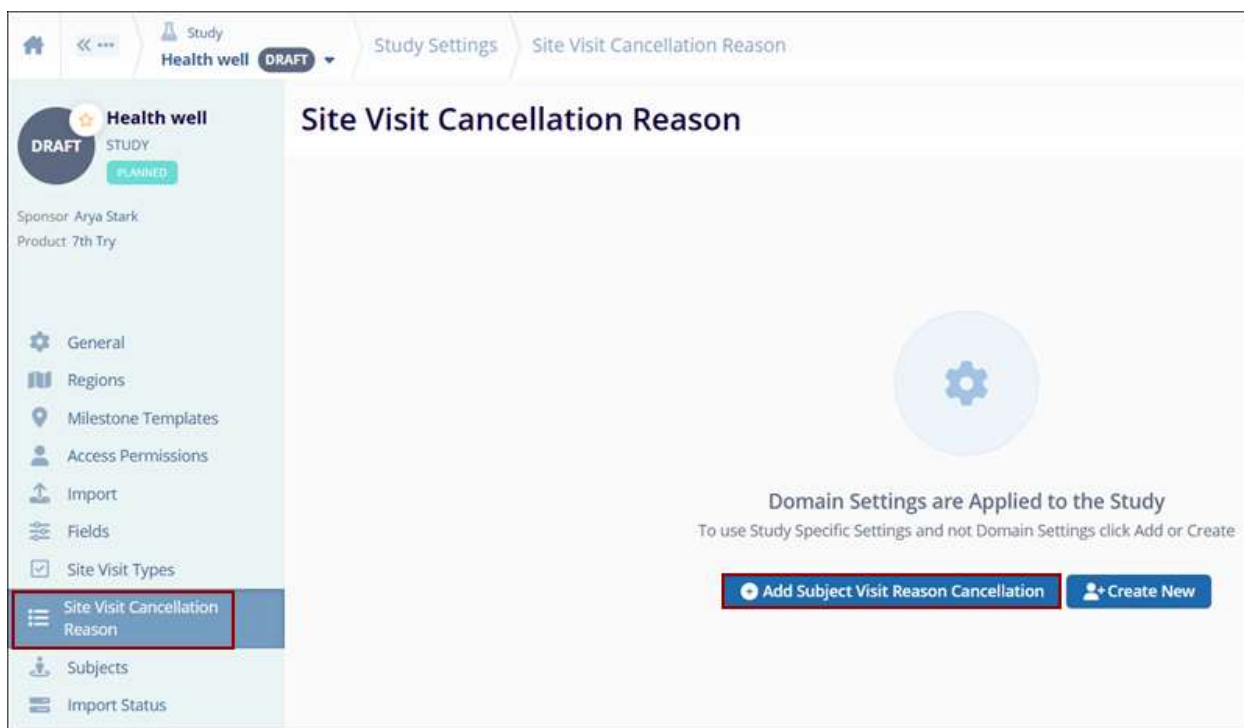 Study
Health well DRAFT
Study Settings
Site Visit Cancellation Reason
DRAFT
Health well
STUDY
PLANNED
Sponsor Arya Stark
Product 7th Try
General
Regions
Milestone Templates
Access Permissions
Import
Fields
Site Visit Types
Site Visit Cancellation
Reason
Subjects
Import Status
Site Visit Cancellation Reason
Domain Settings are Applied to the Study
To use Study Specific Settings and not Domain Settings click Add or Create
Add Subject Visit Reason Cancellation
Create New